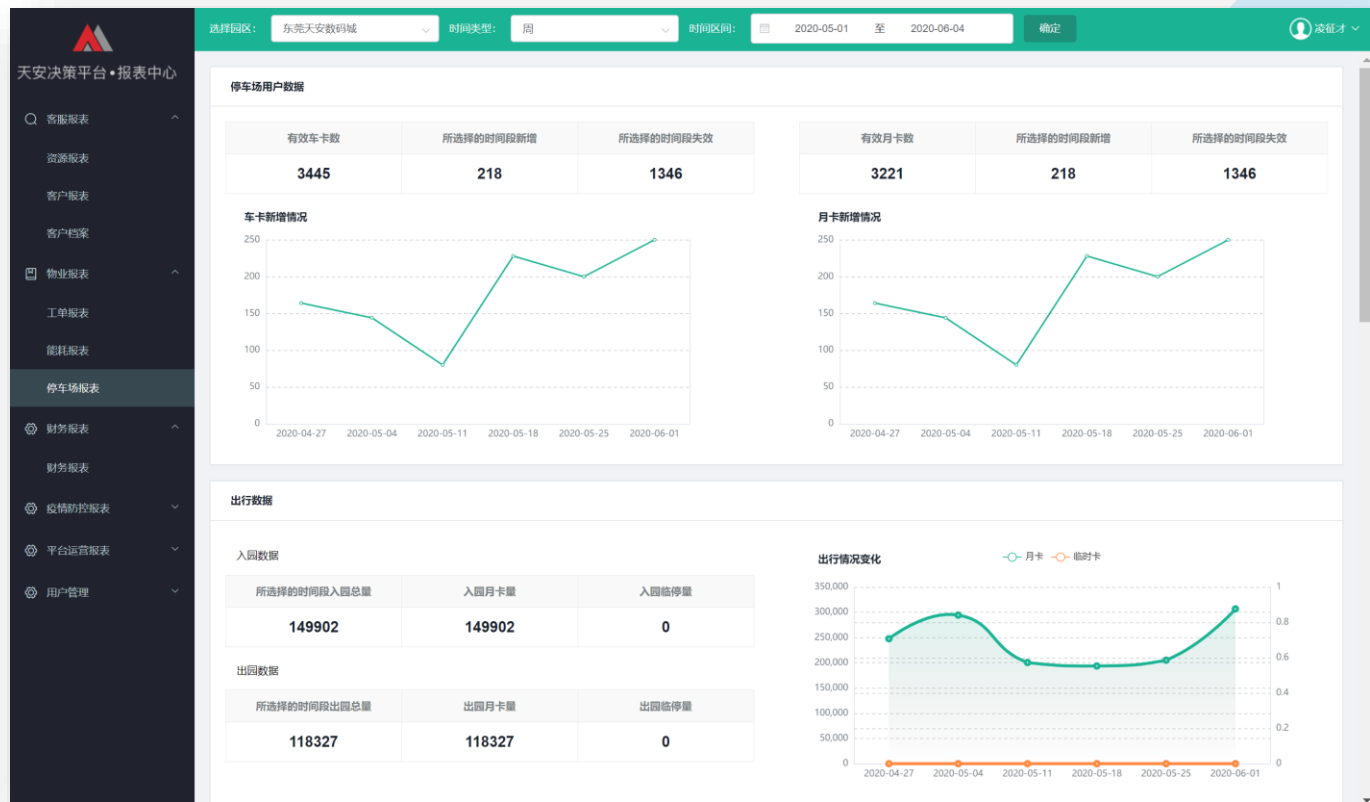 选择园区: 东莞天安数码城 时间类型: 周 时间区间: 2020-05-01 至 2020-06-04 确定 凌征才
天安决策平台•报表中心
客服报表
资源报表
客户报表
客户档案
物业报表
工单报表
能耗报表
停车场报表
财务报表
财务报表
疫情防控报表
平台运营报表
用户管理
停车场用户数据
有效车卡数 所选择的时间段新增 所选择的时间段失效
3445 218 1346
有效月卡数 所选择的时间段新增 所选择的时间段失效
3221 218 1346
车卡新增情况
250
200
150
100
50
0
2020-04-27 2020-05-04 2020-05-11 2020-05-18 2020-05-25 2020-06-01
月卡新增情况
250
200
150
100
50
0
2020-04-27 2020-05-04 2020-05-11 2020-05-18 2020-05-25 2020-06-01
出行数据
入园数据
所选择的时间段入园总量 入园月卡量 入园临停量
149902 149902 0
出园数据
所选择的时间段出园总量 出园月卡量 出园临停量
118327 118327 0
出行情况变化 月卡 临时卡
350,000 1
300,000
0.8
250,000
0.6
200,000
150,000
0.4
100,000
0.2
50,000
0 0
2020-04-27 2020-05-04 2020-05-11 2020-05-18 2020-05-25 2020-06-01